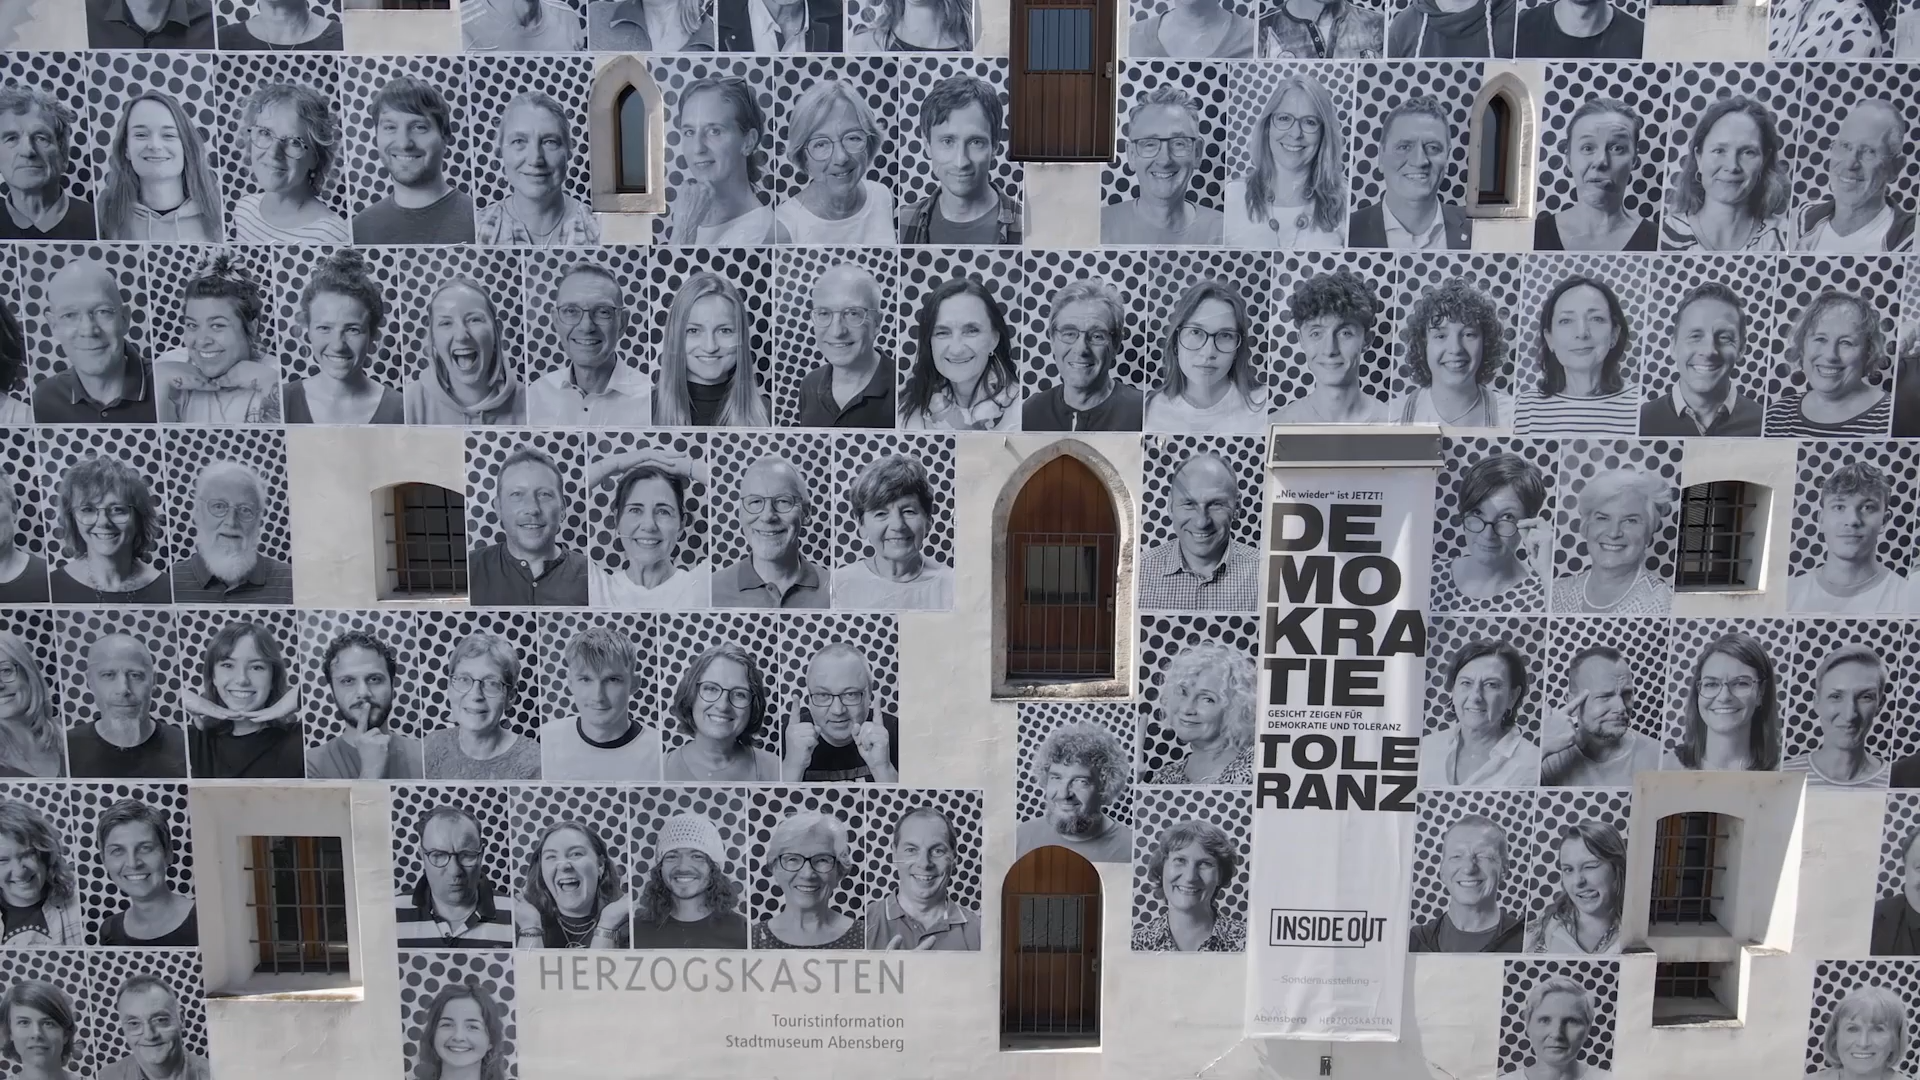 „Nie wieder“ ist JETZT!
DE
MO
KRA
TIE
GESICHT ZEIGEN FÜR
DEMOKRATIE UND TOLERANZ
TOLE
RANZ
INSIDE OUT
– Sonderausstellung –
Abensberg HERZOGSKASTEN
HERZOGSKASTEN
Touristinformation
Stadtmuseum Abensberg